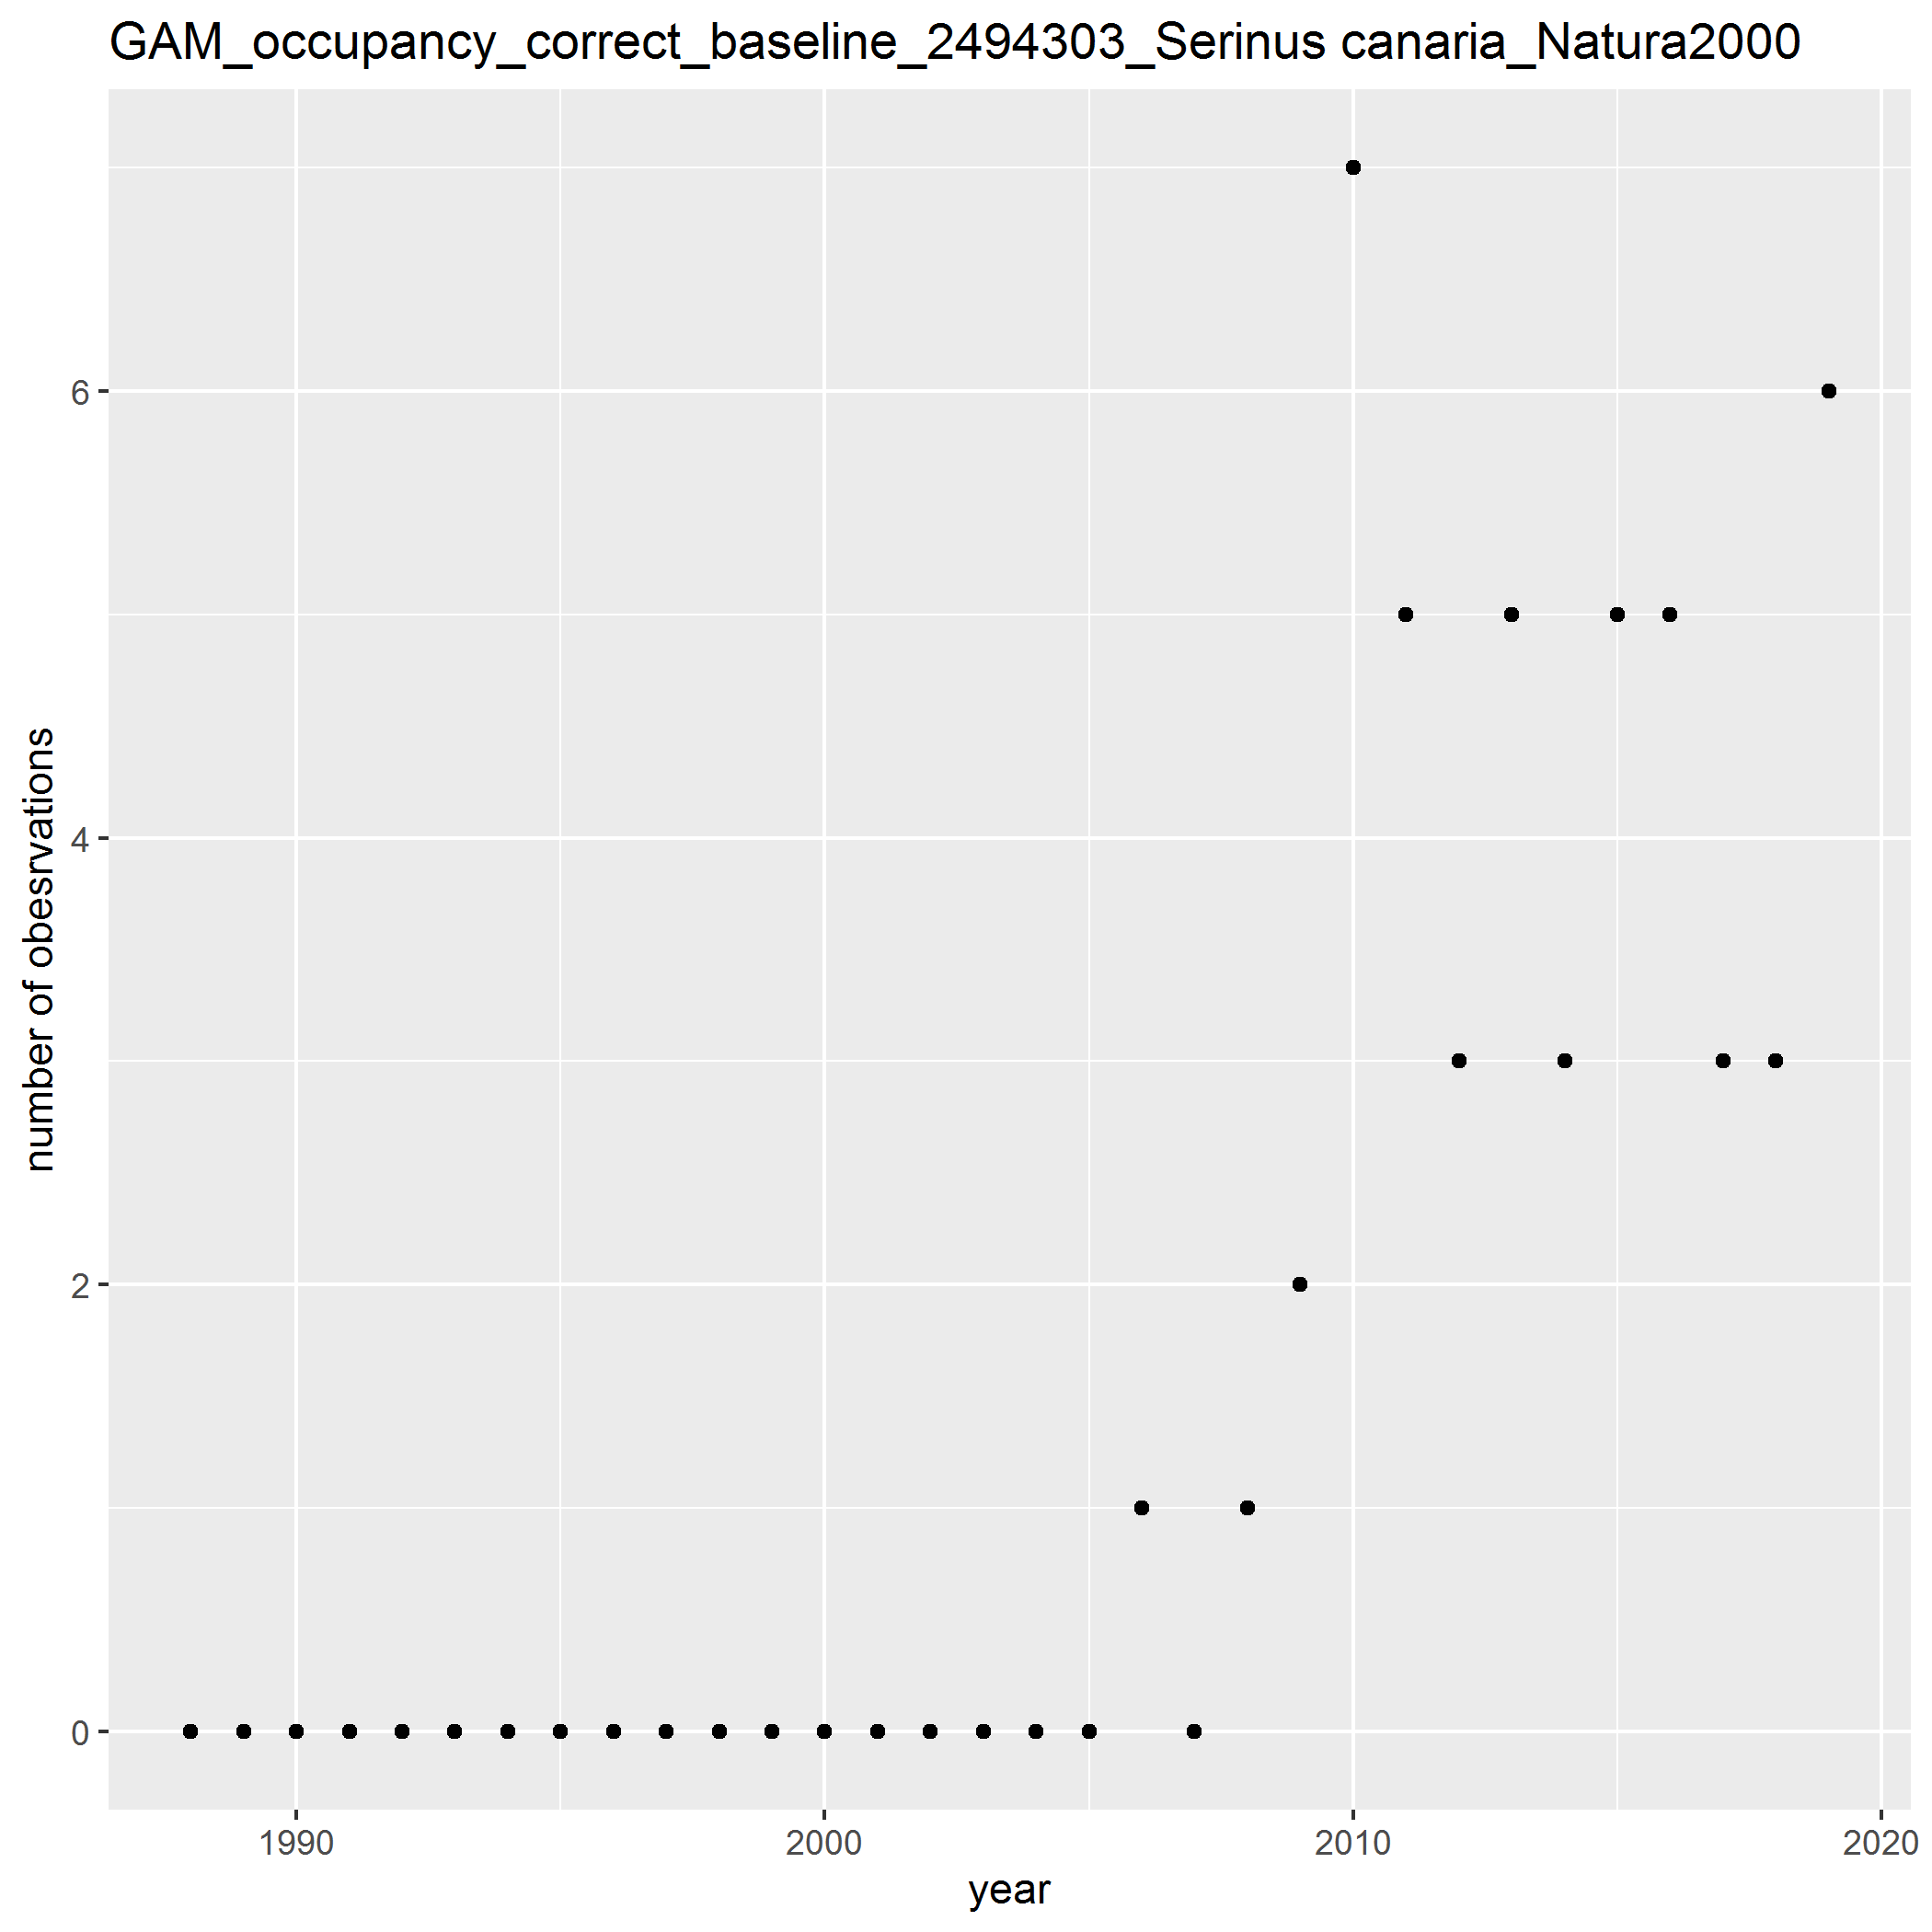 GAM_occupancy_correct_baseline_2494303_Serinus canaria_Natura2000
number of obesrvations
6
4
2
0
1990
2000
2010
2020
year